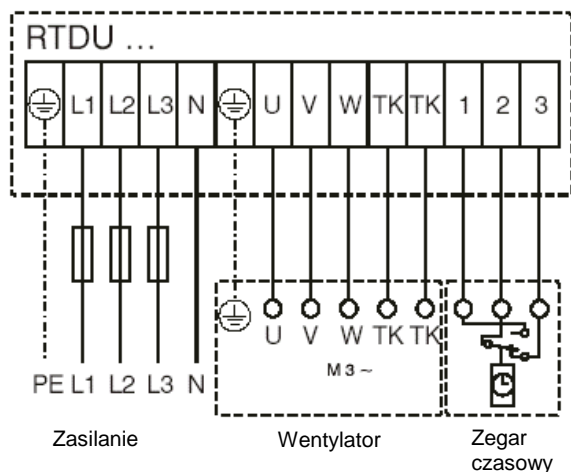 RTDU ...
L1 L2 L3 N U V W TK TK 1 2 3
U V W TK TK
M 3 ~
PE L1 L2 L3 N
Zasilanie Wentylator Zegar
czasowy